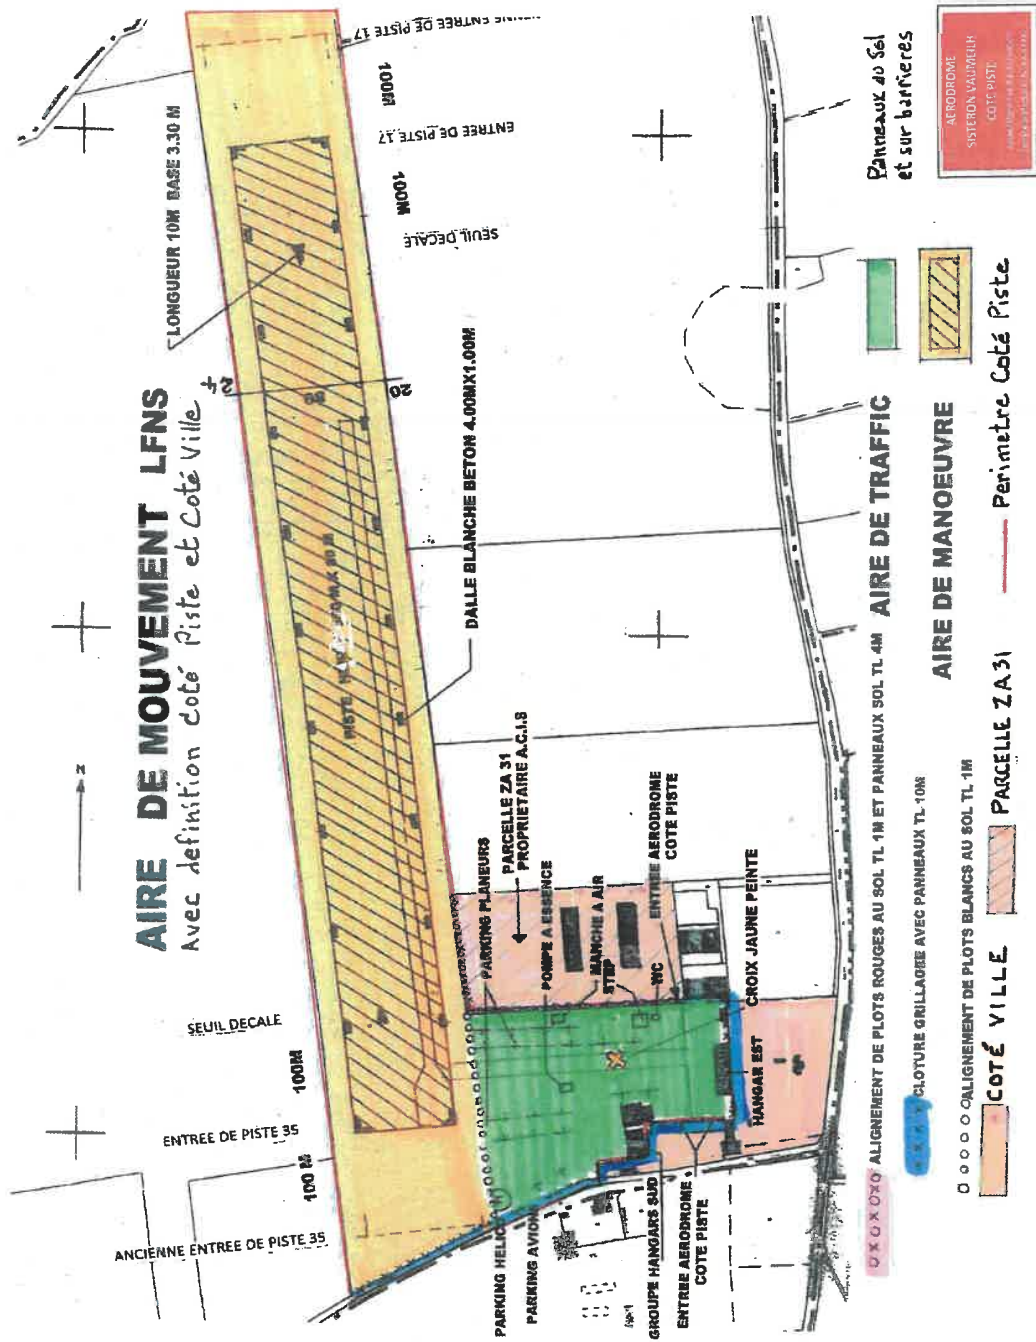 AIRE DE MOUVEMENT LFNS
Avec definition coté Piste et Coté Ville
LONGUEUR 10M BASE 3.30 M
ENTREE DE PISTE 17
100M
ENTREE DE PISTE 17
100M
SEUIL DECALE
24
80
20
PISTE
DALLE BLANCHE BETON 4.00MX1.00M
SEUIL DECALE
100M
ENTREE DE PISTE 35
100 M
ANCIENNE ENTREE DE PISTE 35
PARCELLE ZA 31
PROPRIETAIRE A.C.I.S
PARKING PLANEURS
POMPE A ESSENCE
MANCHE A AIR
STEP
WC
ENTREE AERODROME
COTE PISTE
CROIX JAUNE PEINTE
HANGAR EST
PARKING HELICO
H
PARKING AVION
GROUPE HANGARS SUD
ENTREE AERODROME
COTE PISTE
Panneaux au Sol
et sur barrieres
AERODROME
SISTERON VAUMEILH
COTE PISTE
OXOXOXO ALIGNEMENT DE PLOTS ROUGES AU SOL TL 1M ET PANNEAUX SOL TL 4M
AIRE DE TRAFFIC
CLOTURE GRILLAGEE AVEC PANNEAUX TL 10M
AIRE DE MANOEUVRE
O O O O O ALIGNEMENT DE PLOTS BLANCS AU SOL TL 1M
COTÉ VILLE
PARCELLE ZA31
Perimetre Coté Piste